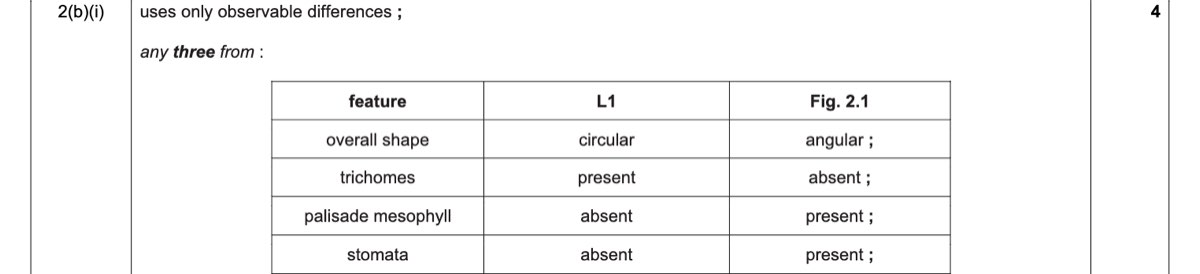 2(b)(i) uses only observable differences ; 4
any three from :
feature L1 Fig. 2.1
overall shape circular angular ;
trichomes present absent ;
palisade mesophyll absent present ;
stomata absent present ;